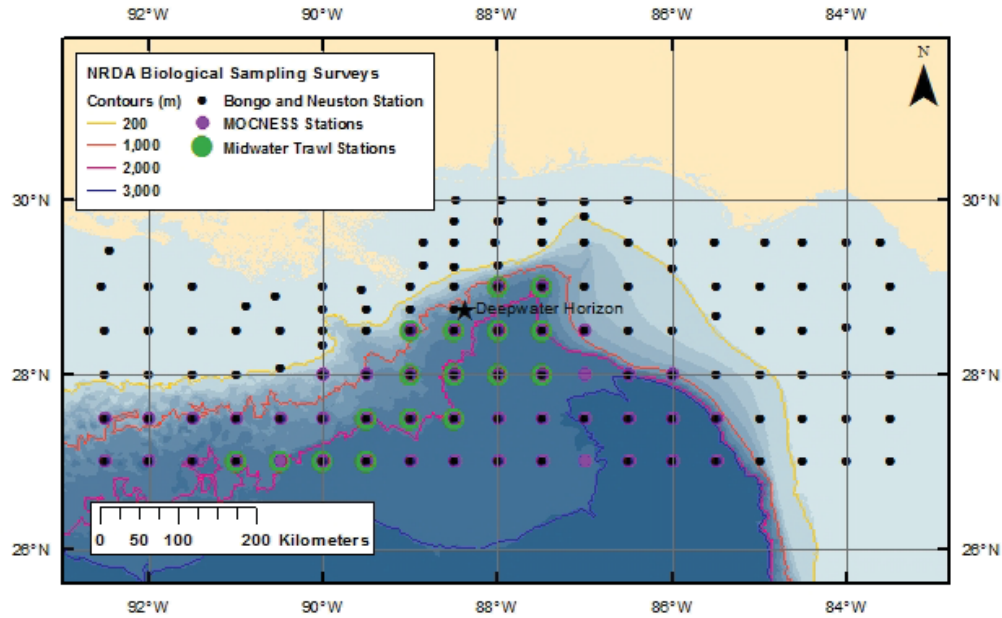 92°W 90°W 88°W 86°W 84°W
N
NRDA Biological Sampling Surveys
Contours (m) Bongo and Neuston Station
200 MOCNESS Stations
1,000 Midwater Trawl Stations
2,000
3,000
30°N 30°N
Deepwater Horizon
28°N 28°N
0 50 100 200 Kilometers
26°N 26°N
92°W 90°W 88°W 86°W 84°W